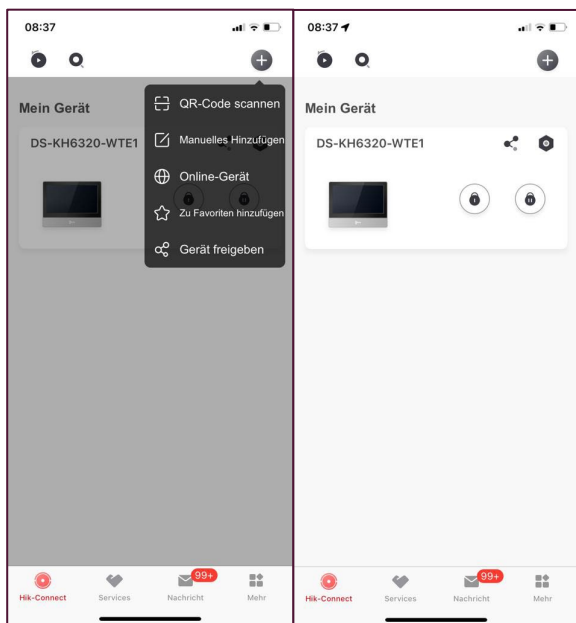 08:37
QR-Code scannen
Manuelles Hinzufügen
Online-Gerät
Zu Favoriten hinzufügen
Gerät freigeben
Mein Gerät
DS-KH6320-WTE1
99+
Hik-Connect
Services
Nachricht
Mehr
08:37
Mein Gerät
DS-KH6320-WTE1
99+
Hik-Connect
Services
Nachricht
Mehr